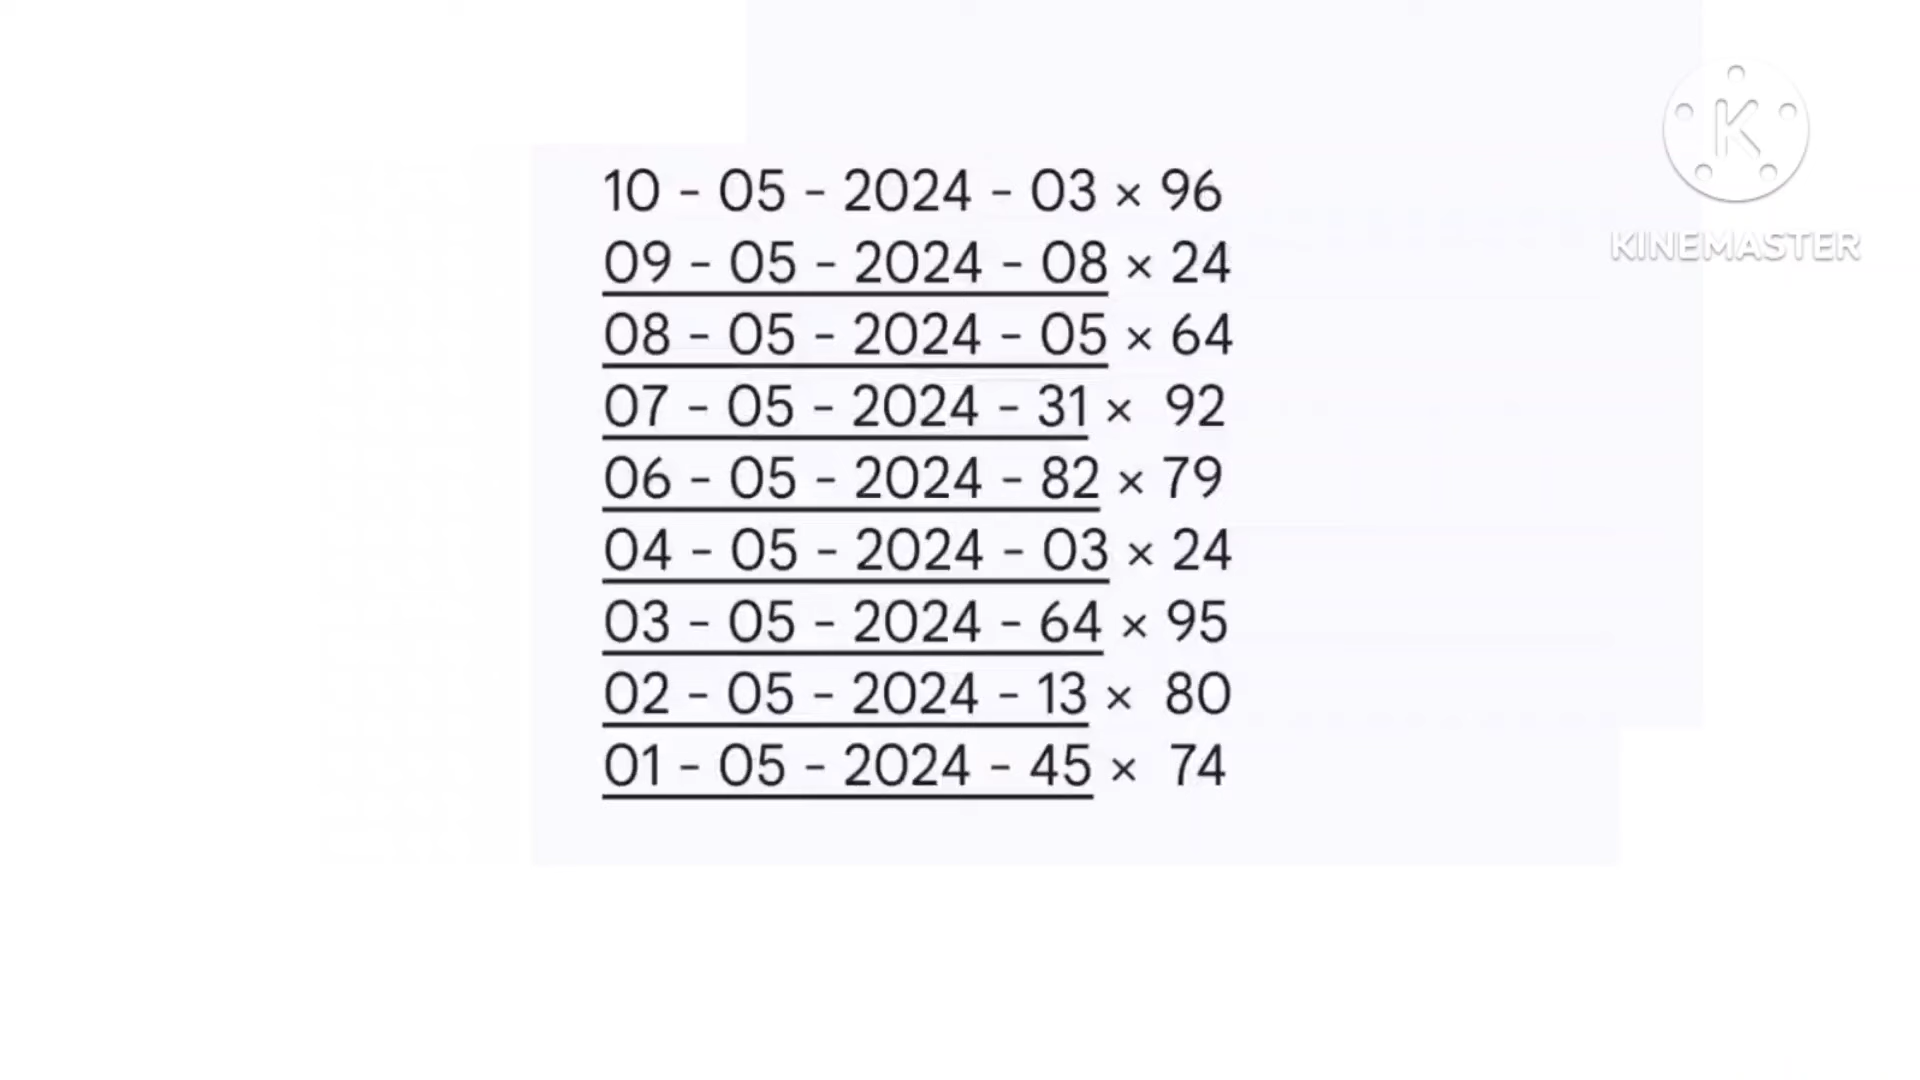 10 - 05 - 2024 - 03 × 96
09 - 05 - 2024 - 08 × 24
08 - 05 - 2024 - 05 × 64
07 - 05 - 2024 - 31 × 92
06 - 05 - 2024 - 82 × 79
04 - 05 - 2024 - 03 × 24
03 - 05 - 2024 - 64 × 95
02 - 05 - 2024 - 13 × 80
01 - 05 - 2024 - 45 × 74
K
KINEMASTER